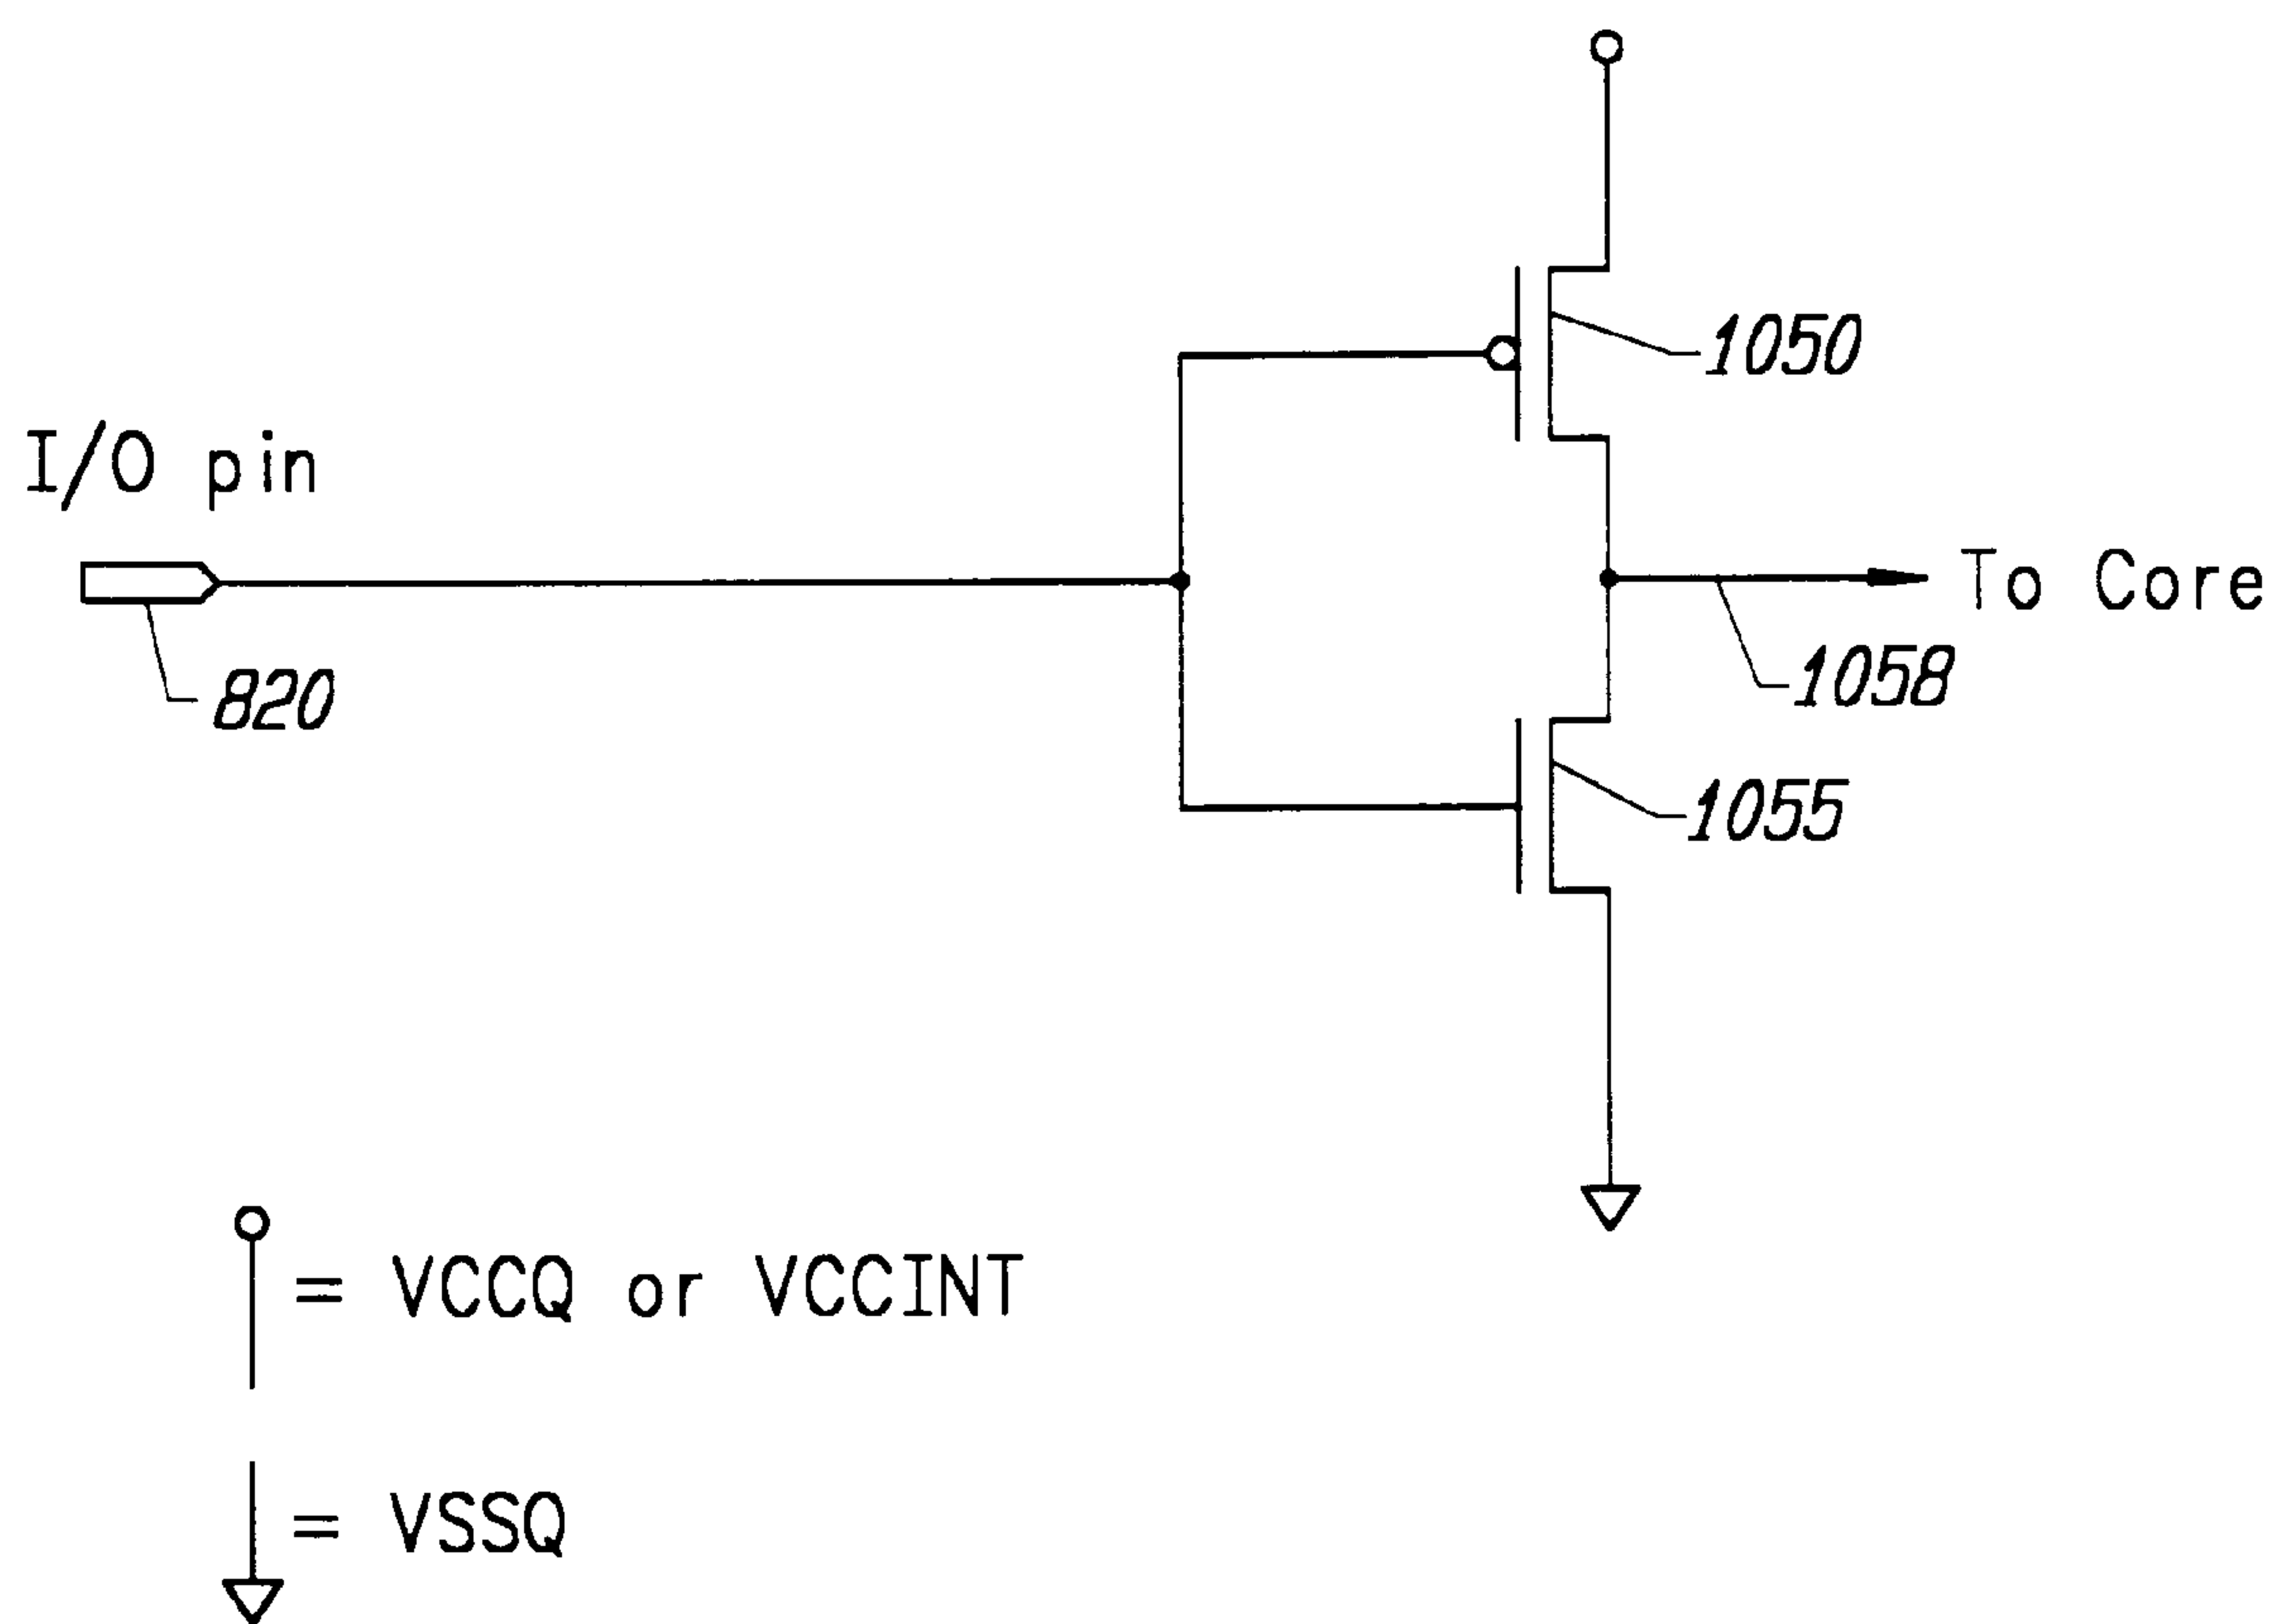 1050
I/O pin
To Core
820
1058
1055
= VCCQ or VCCINT
= VSSQ